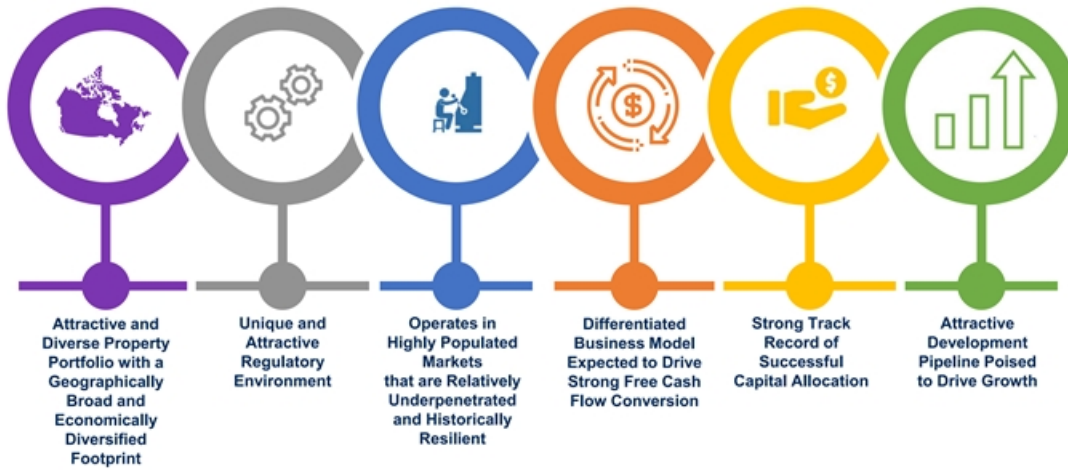 $
$
Attractive and
Diverse Property
Portfolio with a
Geographically
Broad and
Economically
Diversified
Footprint
Unique and
Attractive
Regulatory
Environment
Operates in
Highly Populated
Markets
that are Relatively
Underpenetrated
and Historically
Resilient
Differentiated
Business Model
Expected to Drive
Strong Free Cash
Flow Conversion
Strong Track
Record of
Successful
Capital Allocation
Attractive
Development
Pipeline Poised
to Drive Growth